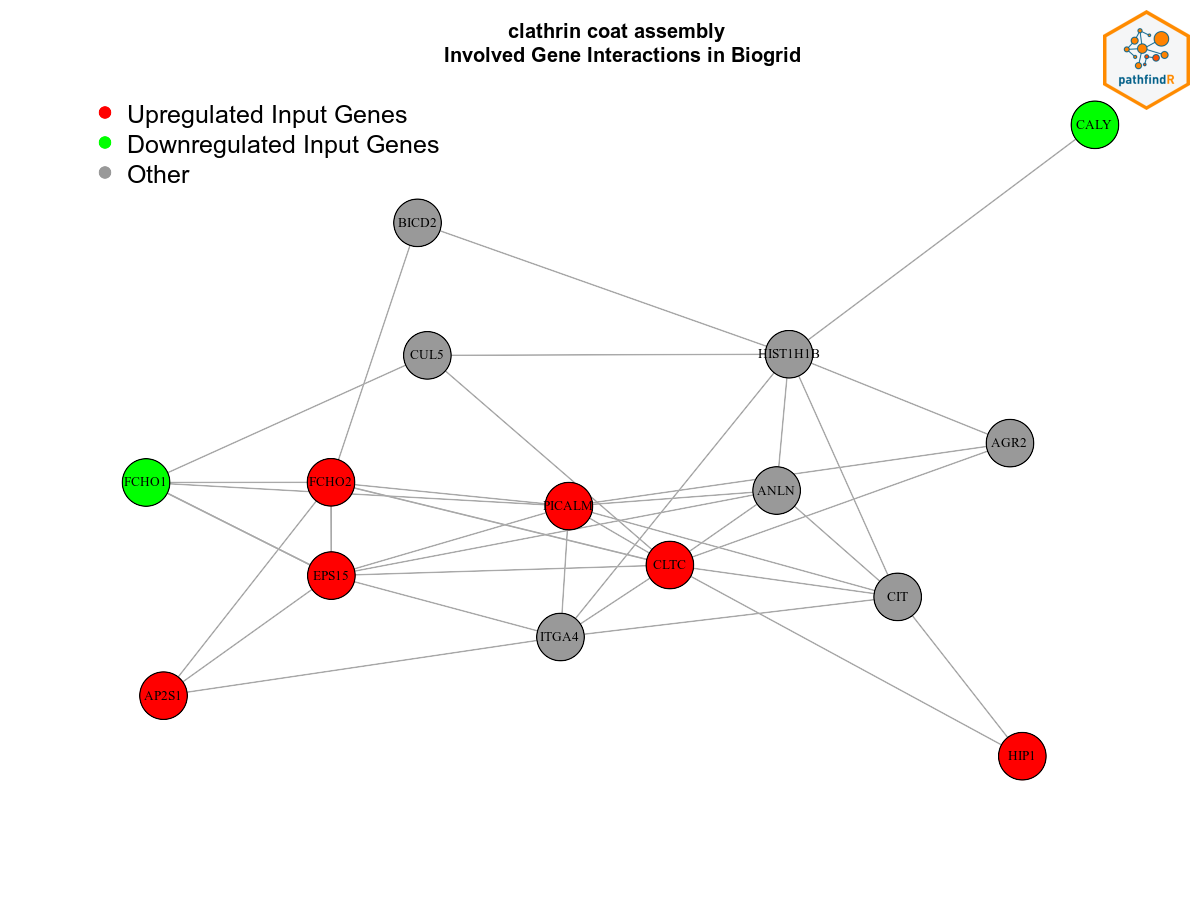 clathrin coat assembly
Involved Gene Interactions in Biogrid
pathfindR
Upregulated Input Genes
Downregulated Input Genes
Other
CALY
BICD2
CUL5
HIST1H1B
AGR2
FCHO1
FCHO2
PICALM
ANLN
EPS15
CLTC
CIT
ITGA4
AP2S1
HIP1